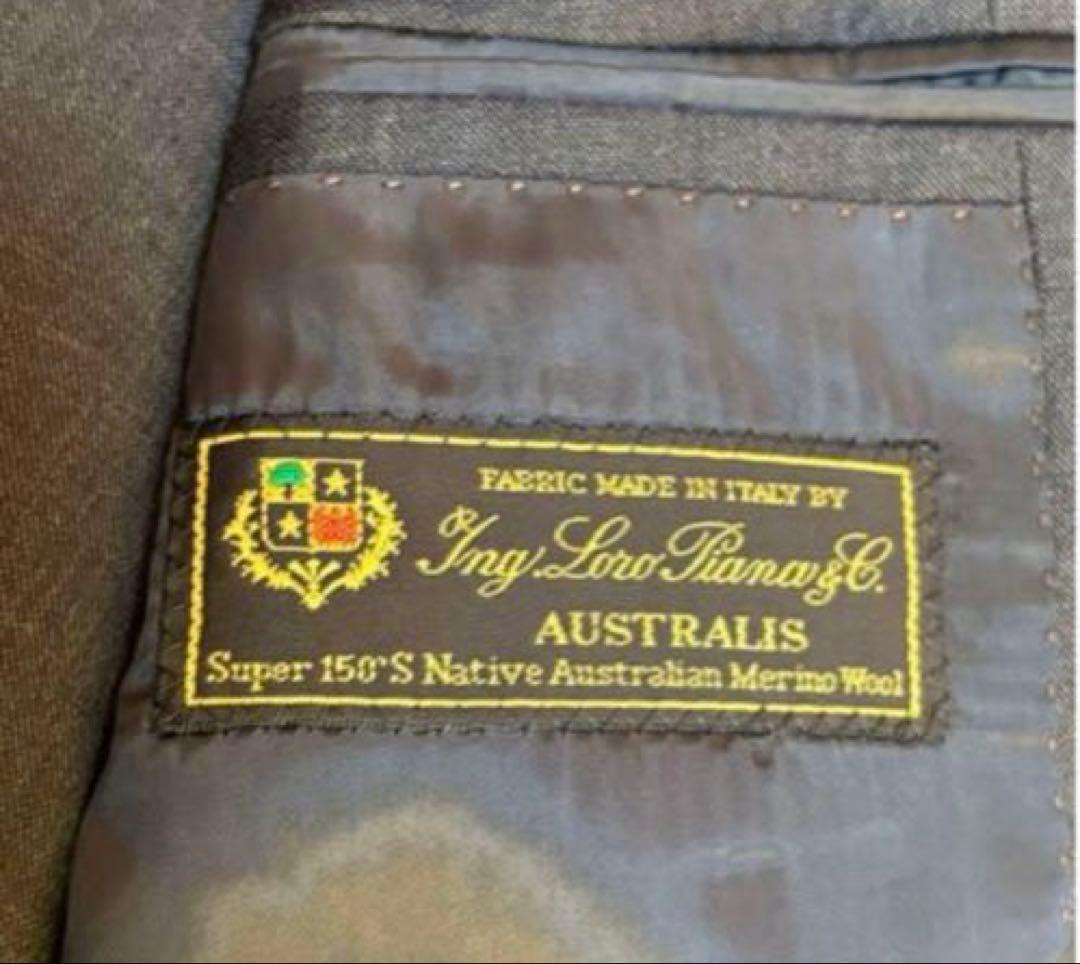 FABRIC MADE IN ITALY BY
Ing. Loro Piana & C.
AUSTRALIS
Super 150'S Native Australian Merino Wool